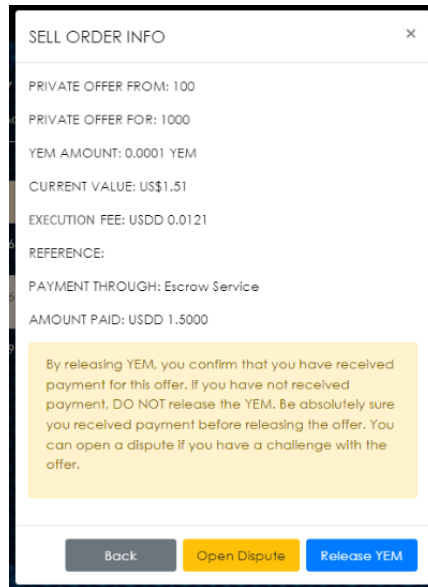 SELL ORDER INFO ×
PRIVATE OFFER FROM: 100
PRIVATE OFFER FOR: 1000
YEM AMOUNT: 0.0001 YEM
CURRENT VALUE: US$1.51
EXECUTION FEE: USDD 0.0121
REFERENCE:
PAYMENT THROUGH: Escrow Service
AMOUNT PAID: USDD 1.5000
By releasing YEM, you confirm that you have received
payment for this offer. If you have not received
payment, DO NOT release the YEM. Be absolutely sure
you received payment before releasing the offer. You
can open a dispute if you have a challenge with the
offer.
Back Open Dispute Release YEM